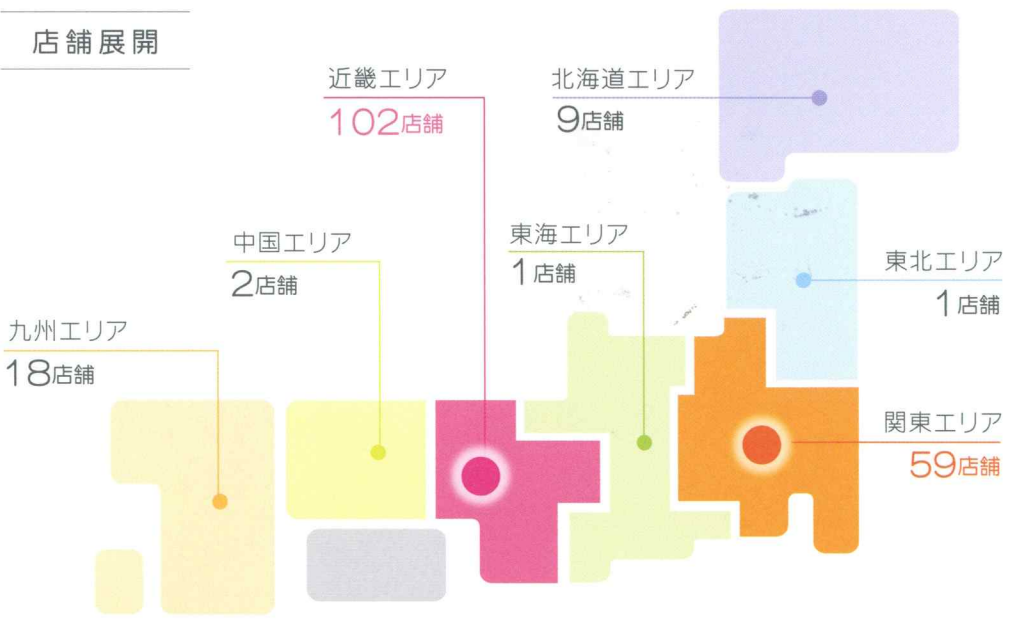 店舗展開
近畿エリア
102店舗
北海道エリア
9店舗
中国エリア
2店舗
東海エリア
1店舗
東北エリア
1店舗
九州エリア
18店舗
関東エリア
59店舗